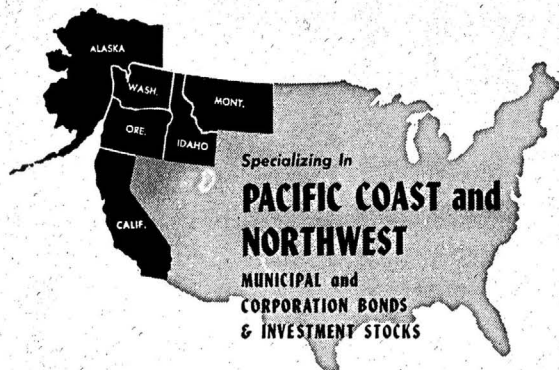 ALASKA
WASH.
MONT.
ORE.
IDAHO
CALIF.
Specializing In
PACIFIC COAST and
NORTHWEST
MUNICIPAL and
CORPORATION BONDS
& INVESTMENT STOCKS